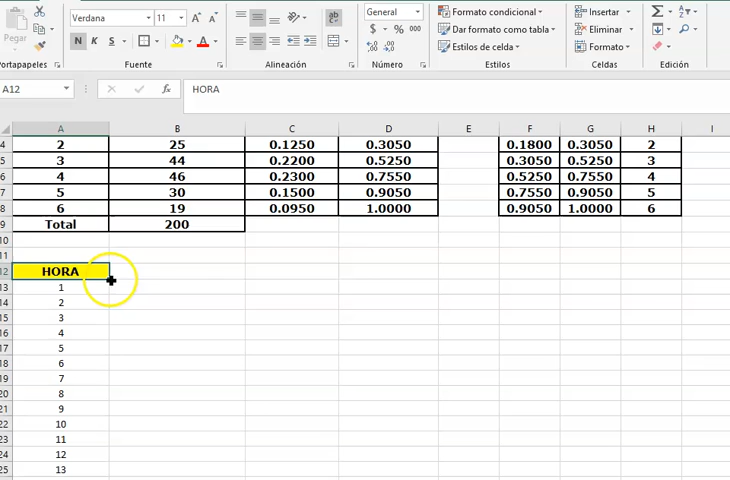 Verdana 11 A A General Formato condicional Insertar Σ
Pegar N K S A $ % 000 Dar formato como tabla Eliminar
Estilos de celda Formato
Portapapeles Fuente Alineación Número Estilos Celdas Edición
A12 fx HORA
A B C D E F G H I
4 2 25 0.1250 0.3050 0.1800 0.3050 2
5 3 44 0.2200 0.5250 0.3050 0.5250 3
6 4 46 0.2300 0.7550 0.5250 0.7550 4
7 5 30 0.1500 0.9050 0.7550 0.9050 5
8 6 19 0.0950 1.0000 0.9050 1.0000 6
9 Total 200
10
11
12 HORA
13 1
14 2
15 3
16 4
17 5
18 6
19 7
20 8
21 9
22 10
23 11
24 12
25 13